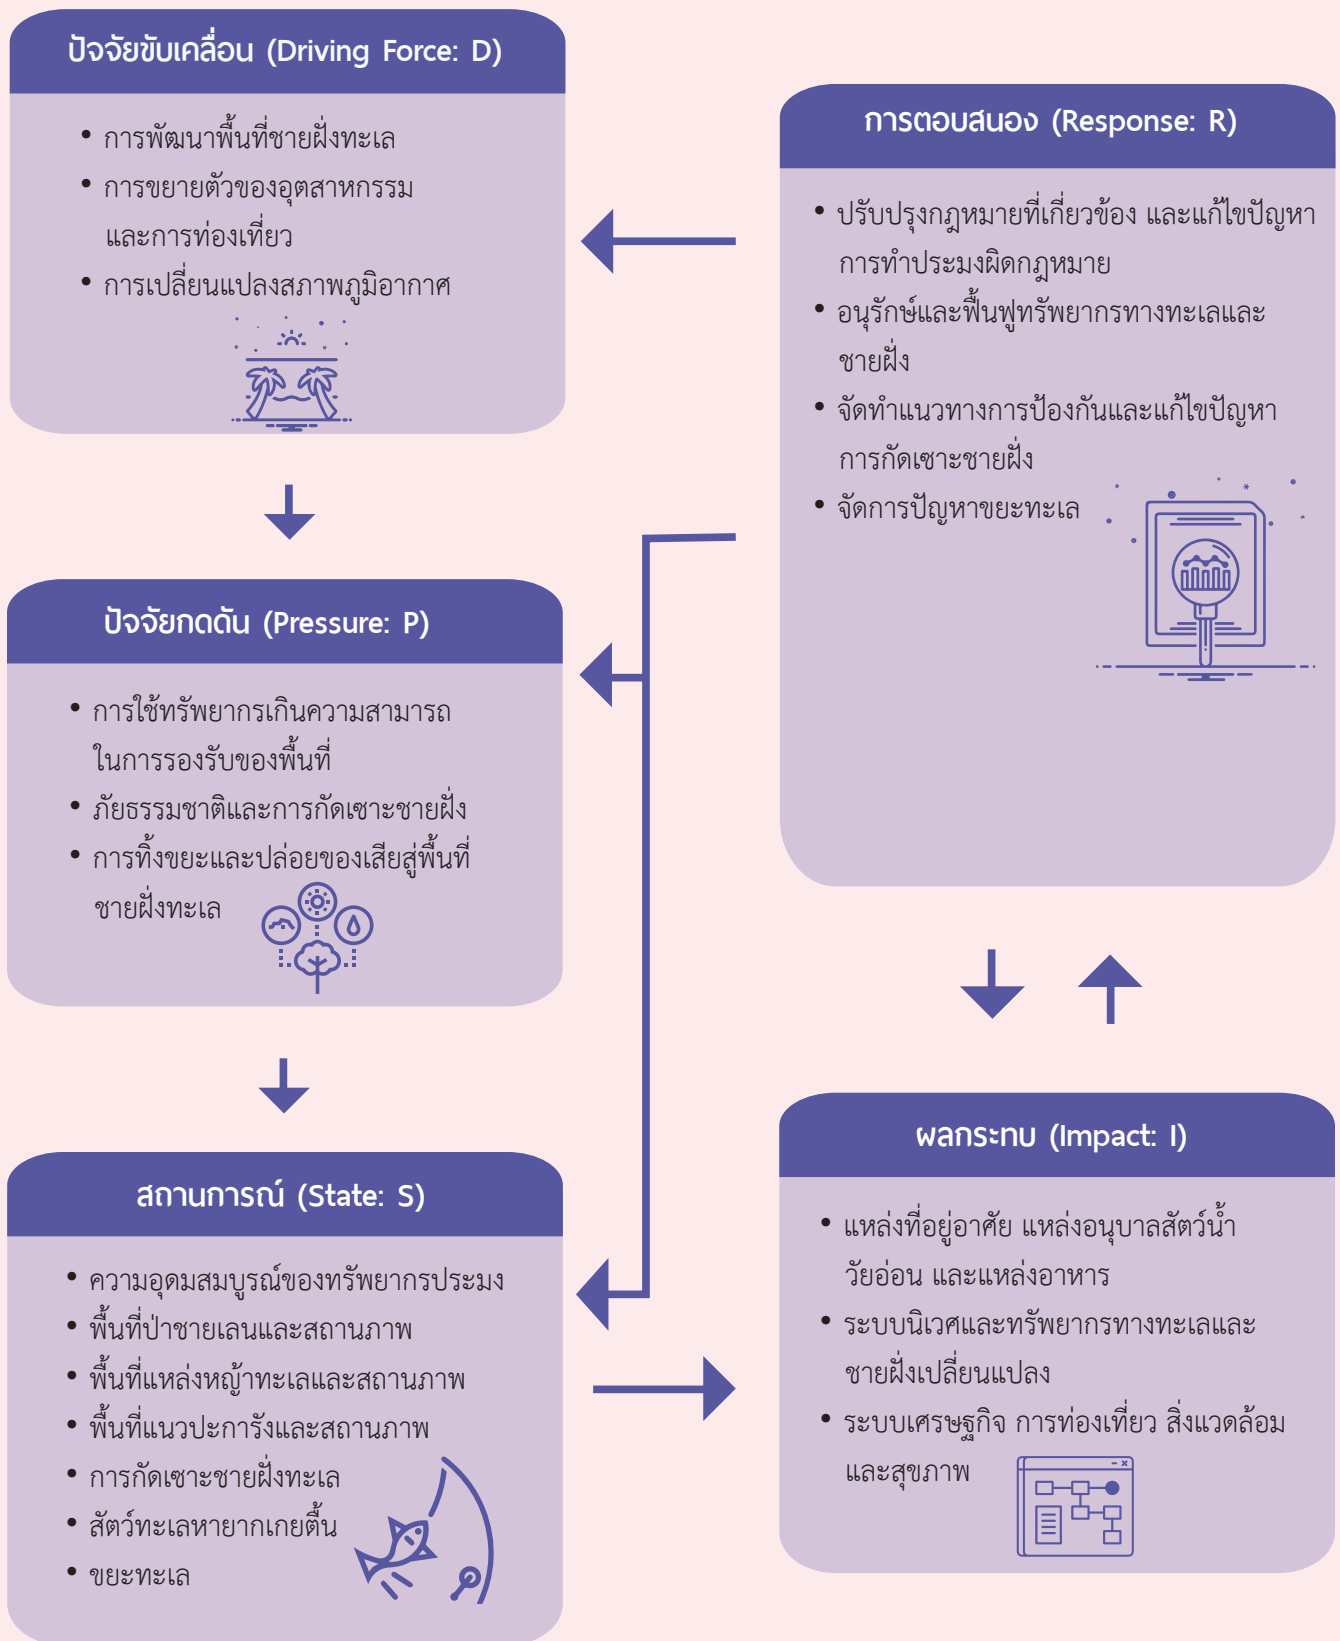 ปัจจัยขับเคลื่อน (Driving Force: D)
• การพัฒนาพื้นที่ชายฝั่งทะเล
• การขยายตัวของอุตสาหกรรม
และการท่องเที่ยว
• การเปลี่ยนแปลงสภาพภูมิอากาศ
ปัจจัยกดดัน (Pressure: P)
• การใช้ทรัพยากรเกินความสามารถ
ในการรองรับของพื้นที่
• ภัยธรรมชาติและการกัดเซาะชายฝั่ง
• การทิ้งขยะและปล่อยของเสียสู่พื้นที่
ชายฝั่งทะเล
สถานการณ์ (State: S)
• ความอุดมสมบูรณ์ของทรัพยากรประมง
• พื้นที่ป่าชายเลนและสถานภาพ
• พื้นที่แหล่งหญ้าทะเลและสถานภาพ
• พื้นที่แนวปะการังและสถานภาพ
• การกัดเซาะชายฝั่งทะเล
• สัตว์ทะเลหายากเกยตื้น
• ขยะทะเล
การตอบสนอง (Response: R)
• ปรับปรุงกฎหมายที่เกี่ยวข้อง และแก้ไขปัญหา
การทำประมงผิดกฎหมาย
• อนุรักษ์และฟื้นฟูทรัพยากรทางทะเลและ
ชายฝั่ง
• จัดทำแนวทางการป้องกันและแก้ไขปัญหา
การกัดเซาะชายฝั่ง
• จัดการปัญหาขยะทะเล
ผลกระทบ (Impact: I)
• แหล่งที่อยู่อาศัย แหล่งอนุบาลสัตว์น้ำ
วัยอ่อน และแหล่งอาหาร
• ระบบนิเวศและทรัพยากรทางทะเลและ
ชายฝั่งเปลี่ยนแปลง
• ระบบเศรษฐกิจ การท่องเที่ยว สิ่งแวดล้อม
และสุขภาพ